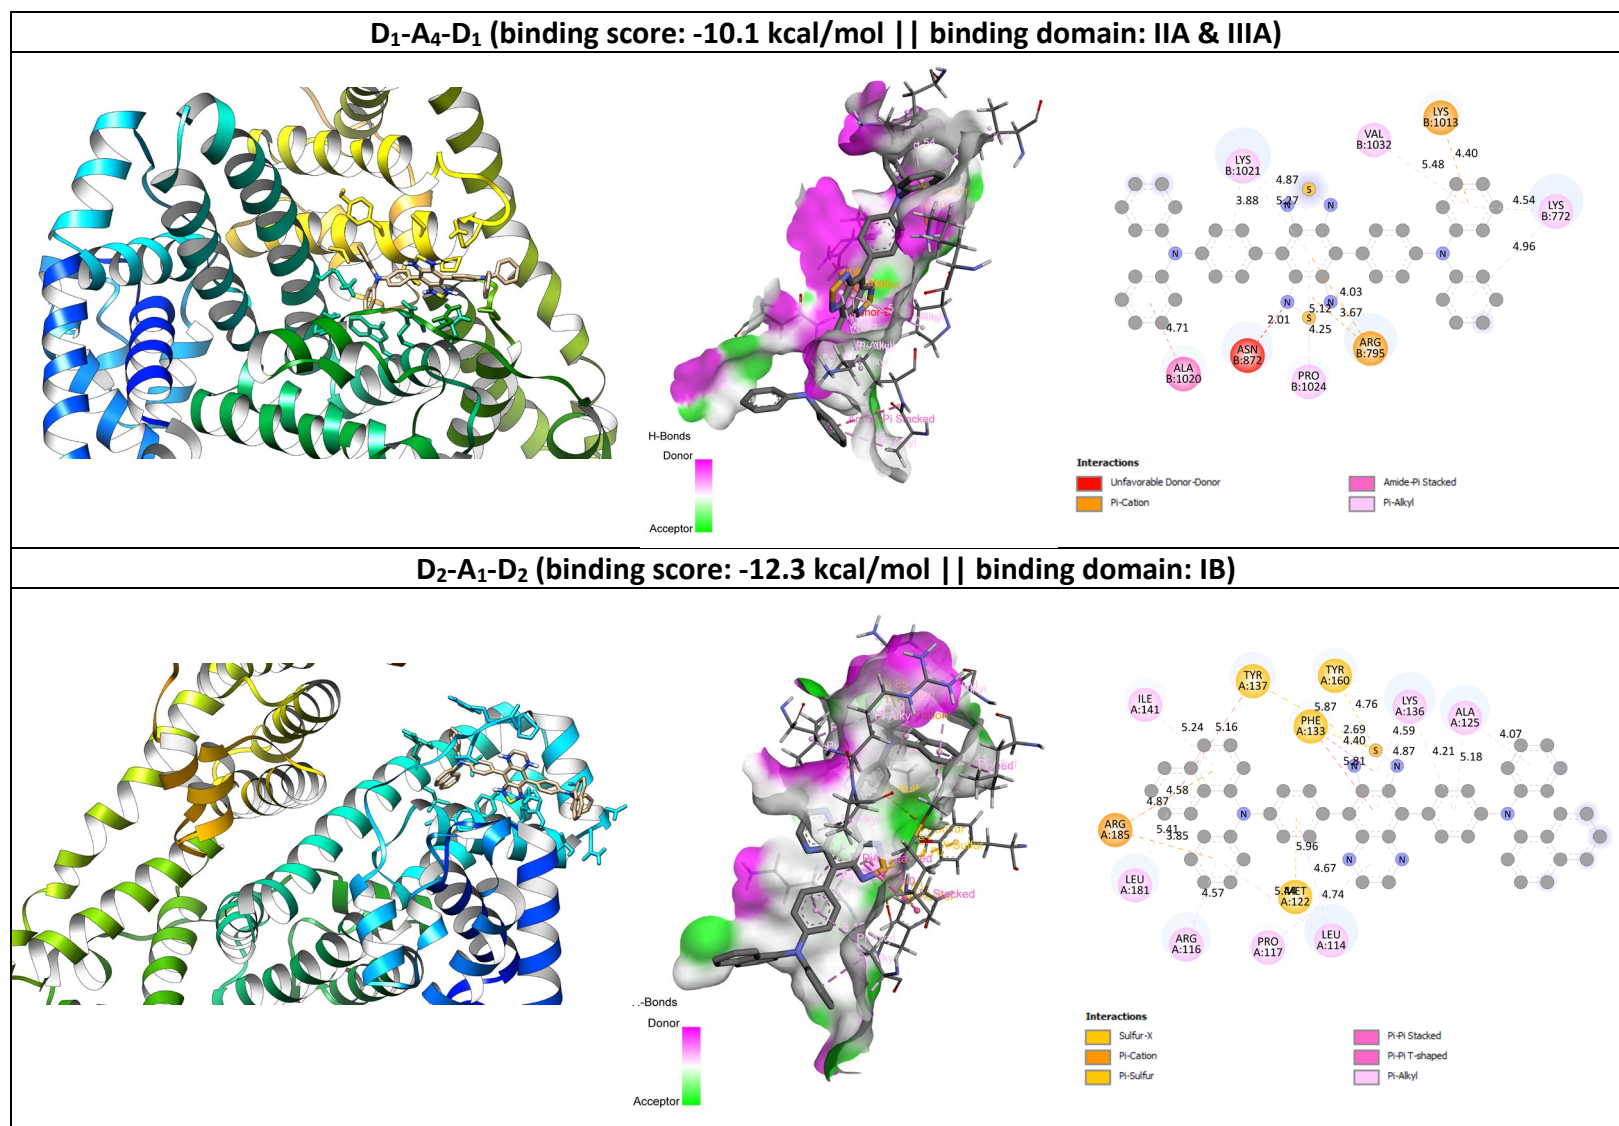 D₁-A₄-D₁ (binding score: -10.1 kcal/mol || binding domain: IIA & IIIA)
H-Bonds
Donor
Acceptor
LYS
B:1013
VAL
B:1032
LYS
B:1021
LYS
B:772
4.40
5.48
4.87
5.27
3.88
S
N
N
4.54
4.96
N
N
4.03
N
N
5.12
3.67
S
2.01
4.25
4.71
ASN
B:872
ARG
B:795
ALA
B:1020
PRO
B:1024
Interactions
Unfavorable Donor-Donor
Pi-Cation
Amide-Pi Stacked
Pi-Alkyl
D₂-A₁-D₂ (binding score: -12.3 kcal/mol || binding domain: IB)
-Bonds
Donor
Acceptor
TYR
A:137
TYR
A:160
ILE
A:141
LYS
A:136
ALA
A:125
PHE
A:133
5.87
4.76
5.24
5.16
2.69
4.59
4.07
4.40
S
4.87
4.21
5.18
5.81
N
N
4.58
4.87
ARG
A:185
5.41
3.85
N
N
5.96
N
N
4.67
LEU
A:181
4.57
MET
A:122
4.74
ARG
A:116
PRO
A:117
LEU
A:114
Interactions
Sulfur-X
Pi-Cation
Pi-Sulfur
Pi-Pi Stacked
Pi-Pi T-shaped
Pi-Alkyl